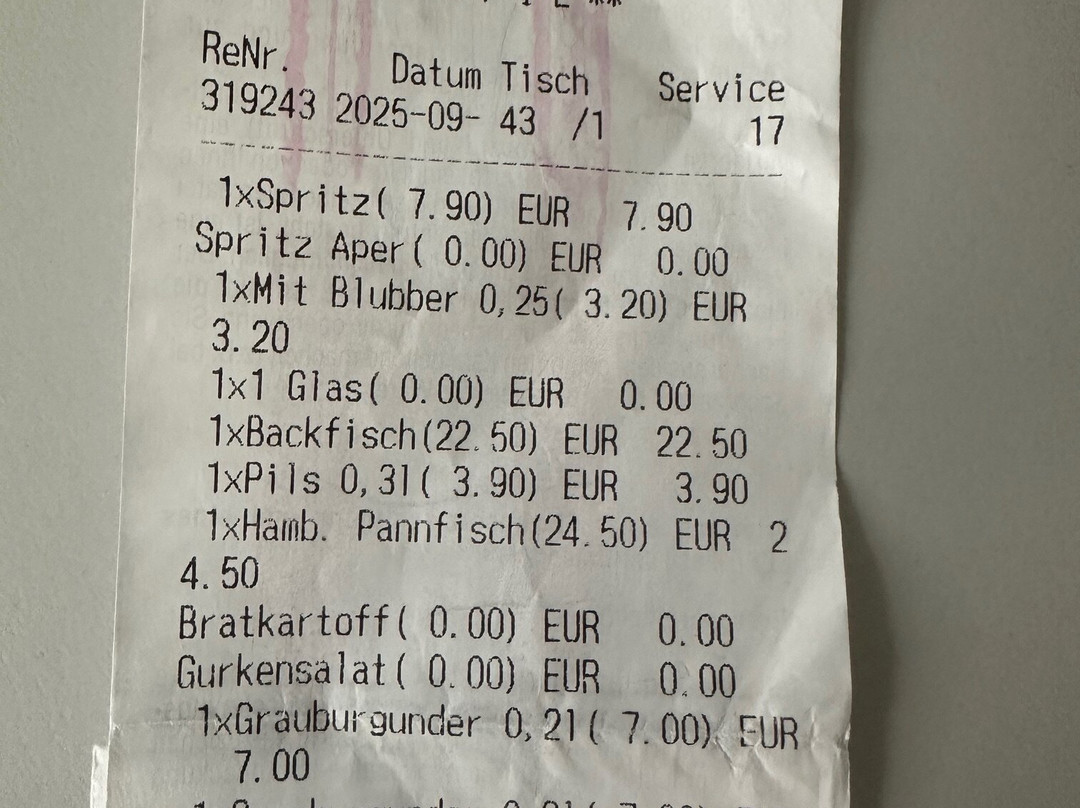 ReNr. Datum Tisch Service
319243 2025-09- 43 /1 17
1xSpritz( 7.90) EUR 7.90
Spritz Aper( 0.00) EUR 0.00
1xMit Blubber 0,25( 3.20) EUR
3.20
1x1 Glas( 0.00) EUR 0.00
1xBackfisch(22.50) EUR 22.50
1xPils 0,3l( 3.90) EUR 3.90
1xHamb. Pannfisch(24.50) EUR 2
4.50
Bratkartoff( 0.00) EUR 0.00
Gurkensalat( 0.00) EUR 0.00
1xGrauburgunder 0,2l( 7.00) EUR
7.00